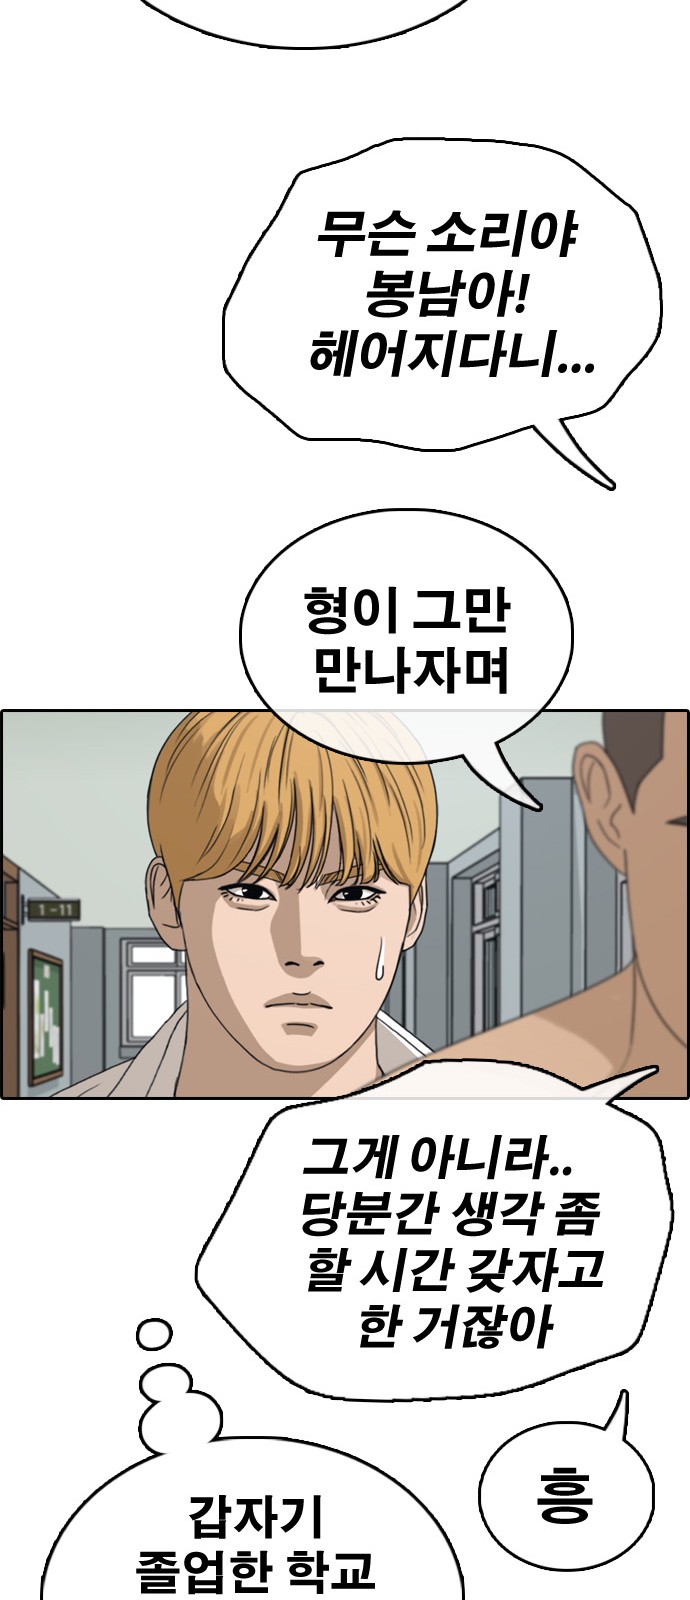 무슨 소리야
봉남아!
헤어지다니...
형이 그만
만나자며
1-11
그게 아니라..
당분간 생각 좀
할 시간 갖자고
한 거잖아
흥
갑자기
졸업한 학교